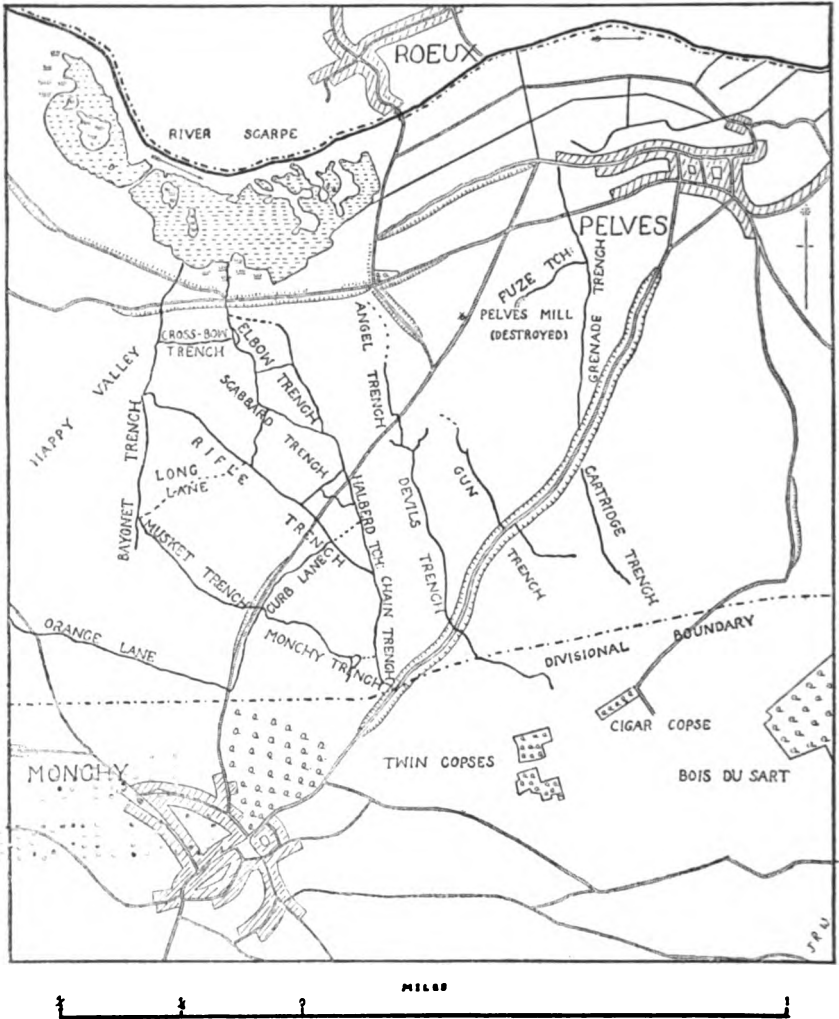 ROEUX
RIVER SCARPE
PELVES
FUZE TCH:
PELVES MILL
(DESTROYED)
GRENADE TRENCH
ANGEL TRENCH
CROSS-BOW
TRENCH
ELBOW TRENCH
HAPPY VALLEY
SCABBARD TRENCH
RIFLE TRENCH
LONG
LANE
BAYONET TRENCH
MUSKET TRENCH
HALBERD TCH.
CHAIN TRENCH
CURB LANE
DEVILS TRENCH
GUN TRENCH
CARTRIDGE TRENCH
ORANGE LANE
MONCHY TRENCH
DIVISIONAL BOUNDARY
CIGAR COPSE
TWIN COPSES
BOIS DU SART
MONCHY
MILES
0
1